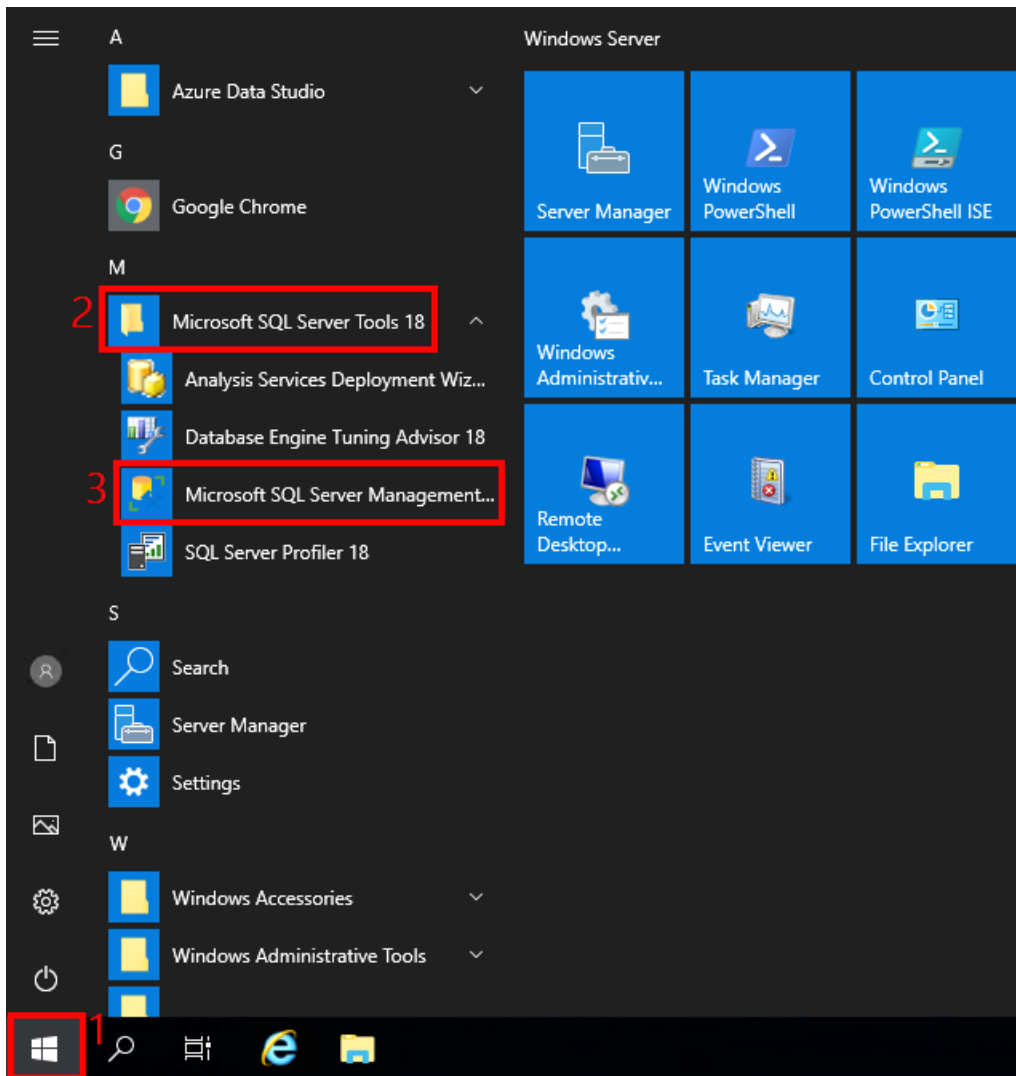 A
Azure Data Studio
G
Google Chrome
M
2
Microsoft SQL Server Tools 18
Analysis Services Deployment Wiz...
Database Engine Tuning Advisor 18
3
Microsoft SQL Server Management...
SQL Server Profiler 18
S
Search
Server Manager
Settings
W
Windows Accessories
Windows Administrative Tools
1
Windows Server
Server Manager
Windows
PowerShell
Windows
PowerShell ISE
Windows
Administrativ...
Task Manager
Control Panel
Remote
Desktop...
Event Viewer
File Explorer